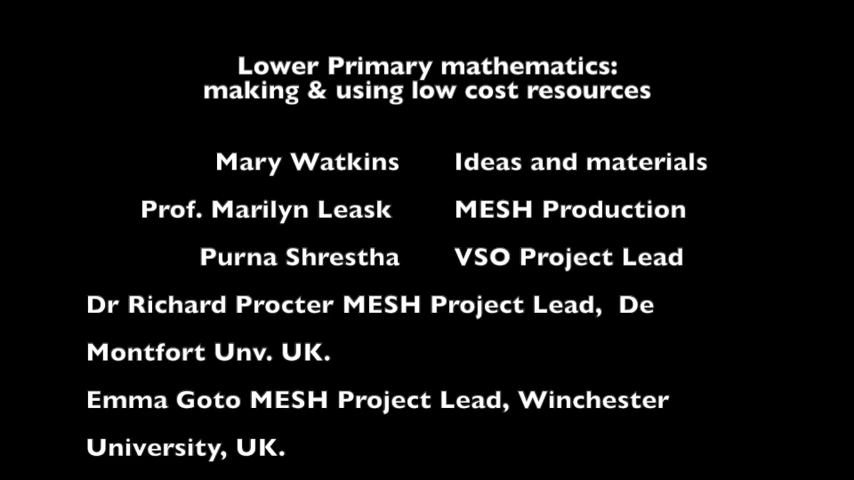 Lower Primary mathematics:
making & using low cost resources
Mary Watkins Ideas and materials
Prof. Marilyn Leask MESH Production
Purna Shrestha VSO Project Lead
Dr Richard Procter MESH Project Lead, De
Montfort Unv. UK.
Emma Goto MESH Project Lead, Winchester
University, UK.